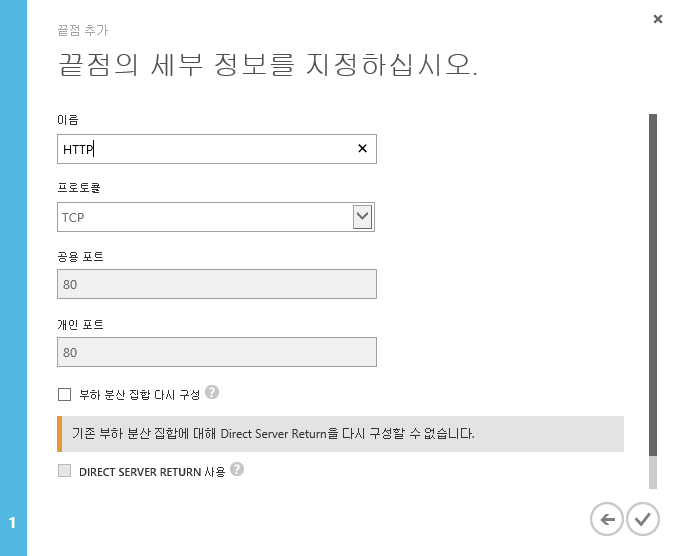 끝점 추가
끝점의 세부 정보를 지정하십시오.
이름
HTTP
프로토콜
TCP
공용 포트
80
개인 포트
80
부하 분산 집합 다시 구성 ?
기존 부하 분산 집합에 대해 Direct Server Return을 다시 구성할 수 없습니다.
DIRECT SERVER RETURN 사용 ?
1